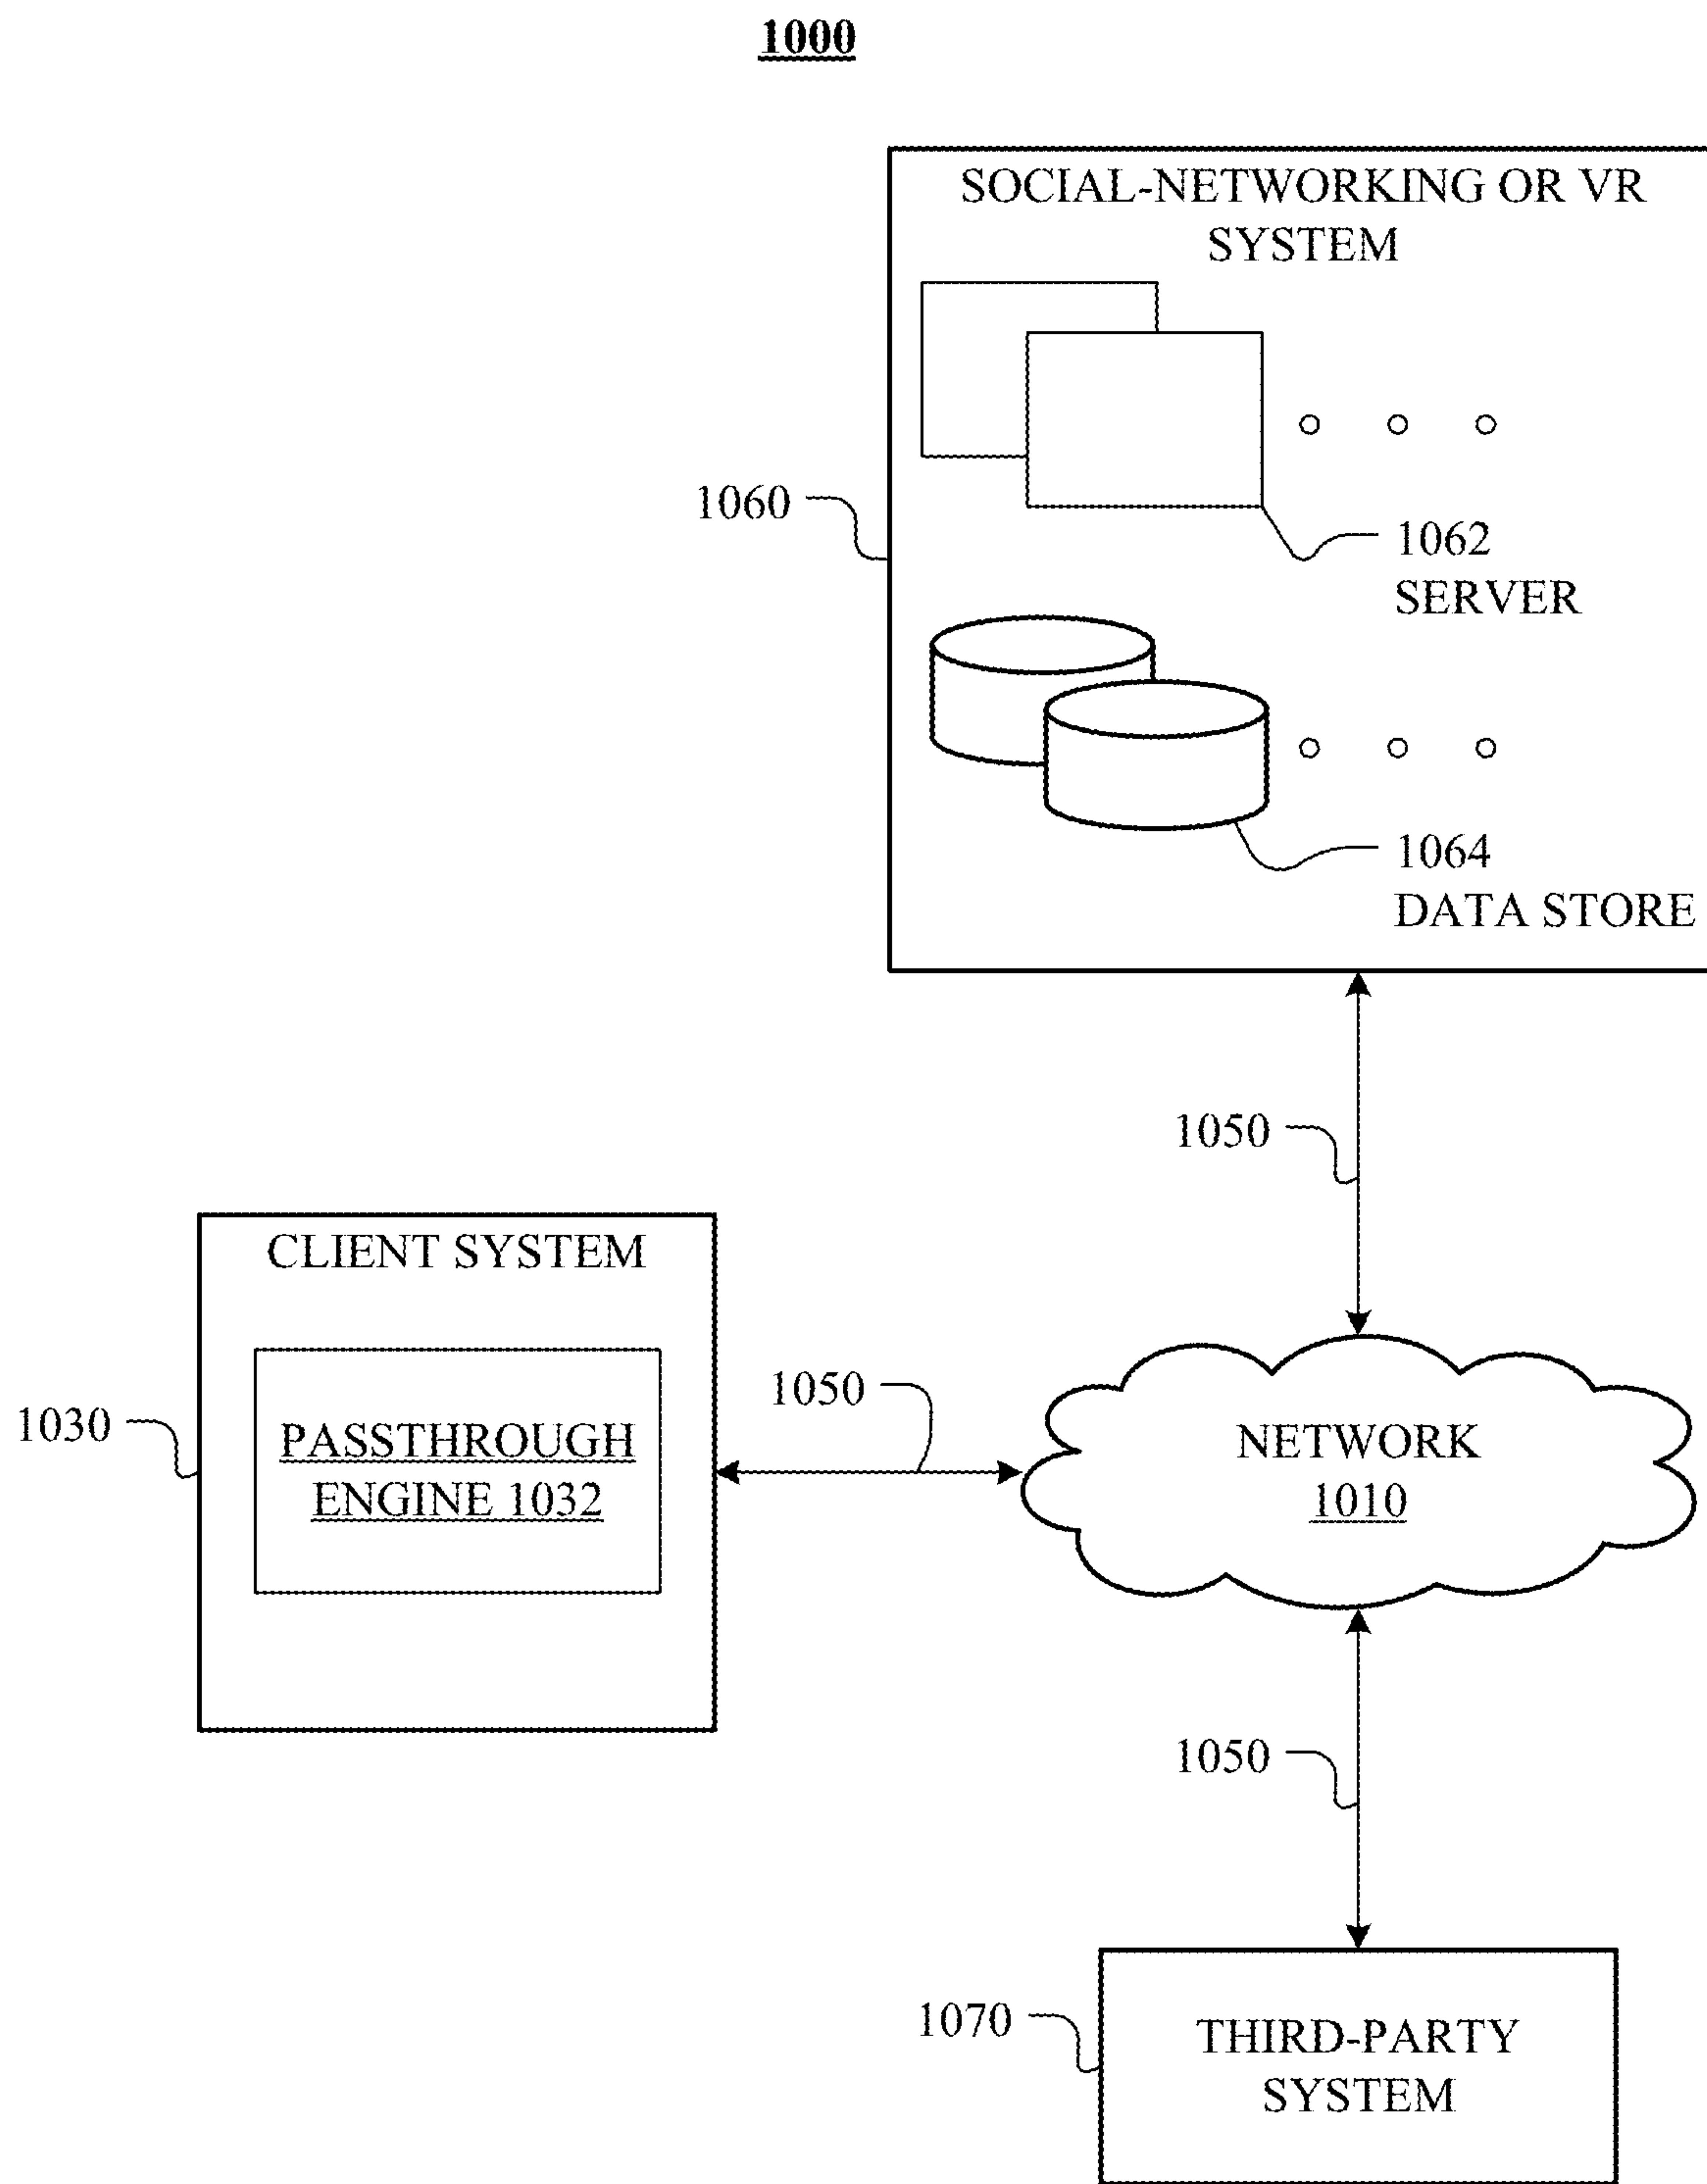 1000
SOCIAL-NETWORKING OR VR
SYSTEM
1060
1062
SERVER
1064
DATA STORE
1050
CLIENT SYSTEM
1030
PASSTHROUGH
ENGINE 1032
1050
NETWORK
1010
1050
1070
THIRD-PARTY
SYSTEM